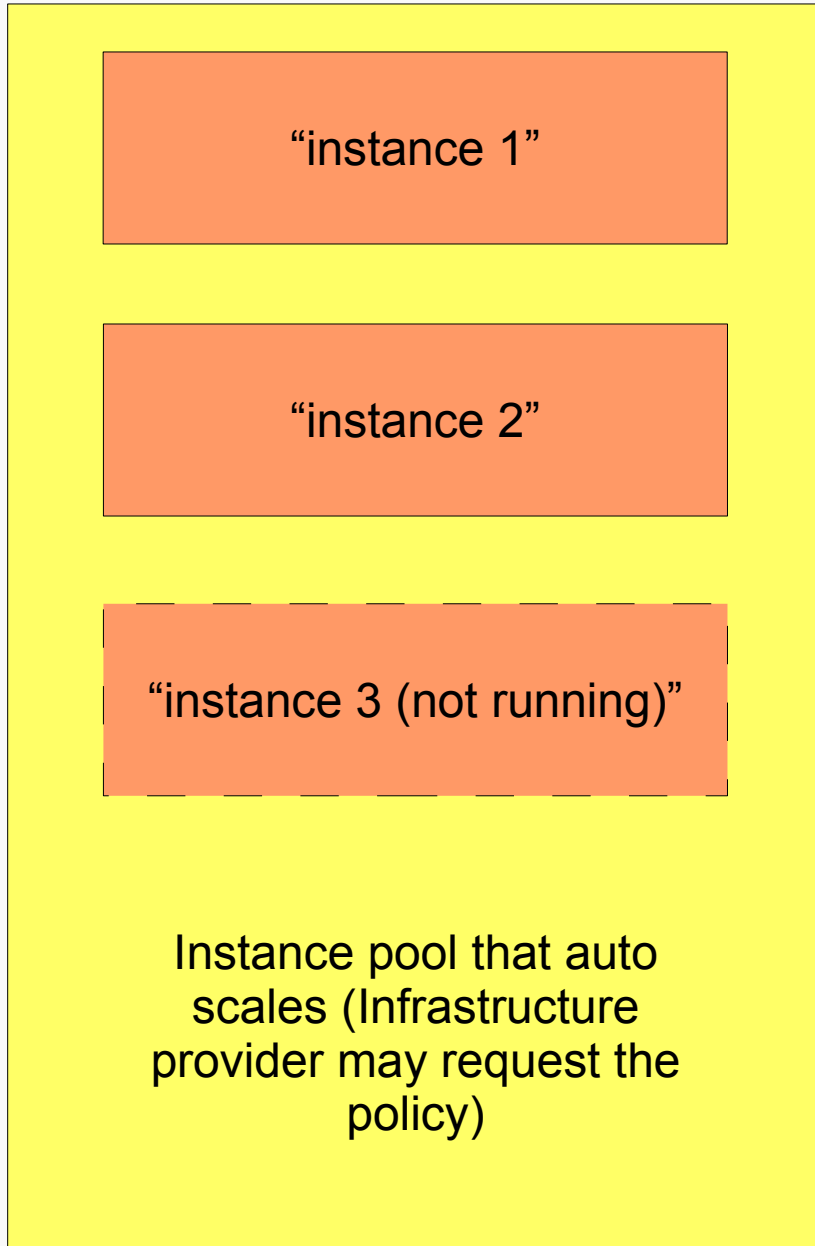 “instance 1”
“instance 2”
“instance 3 (not running)”
Instance pool that auto
scales (Infrastructure
provider may request the
policy)